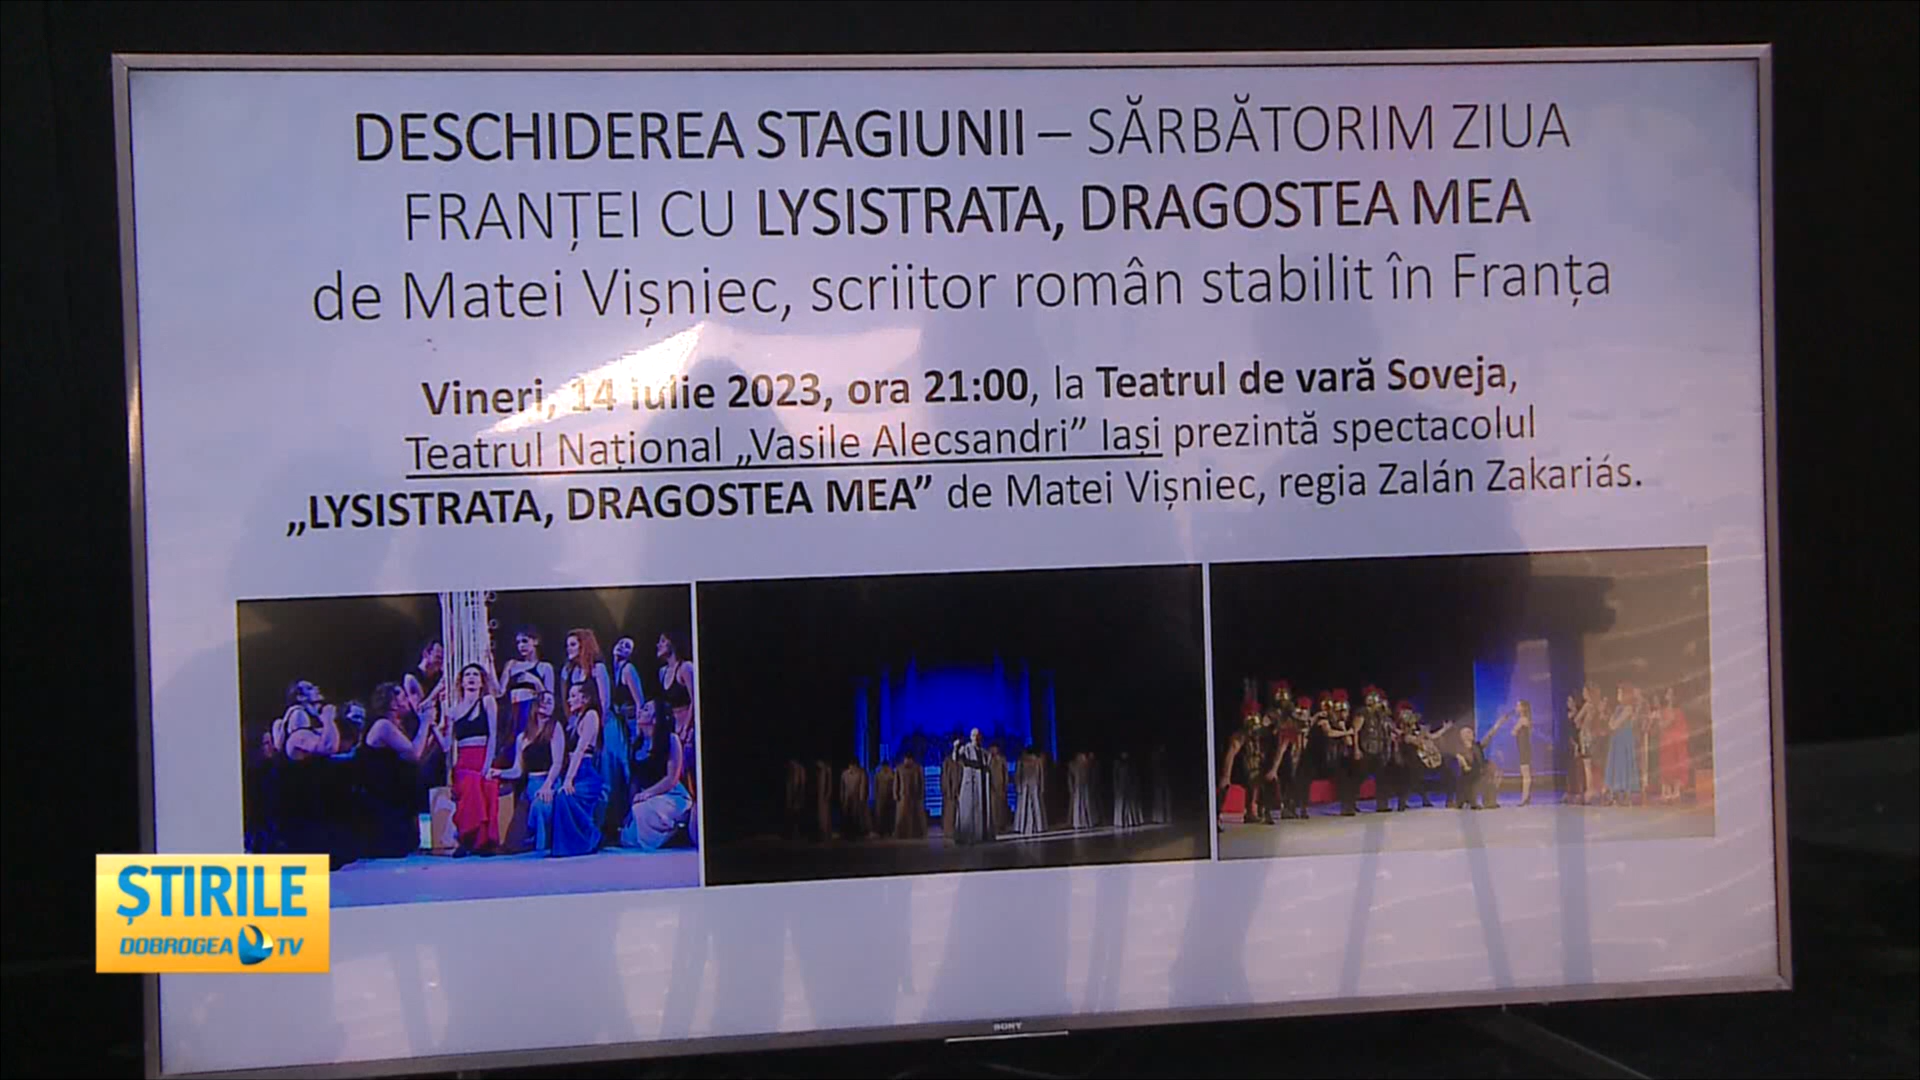 DESCHIDEREA STAGIUNII – SĂRBĂTORIM ZIUA
FRANȚEI CU LYSISTRATA, DRAGOSTEA MEA
de Matei Vișniec, scriitor român stabilit în Franța
Vineri, 14 iulie 2023, ora 21:00, la Teatrul de vară Soveja,
Teatrul Național „Vasile Alecsandri” Iași prezintă spectacolul
„LYSISTRATA, DRAGOSTEA MEA” de Matei Vișniec, regia Zalán Zakariás.
ȘTIRILE
DOBROGEA TV
SONY